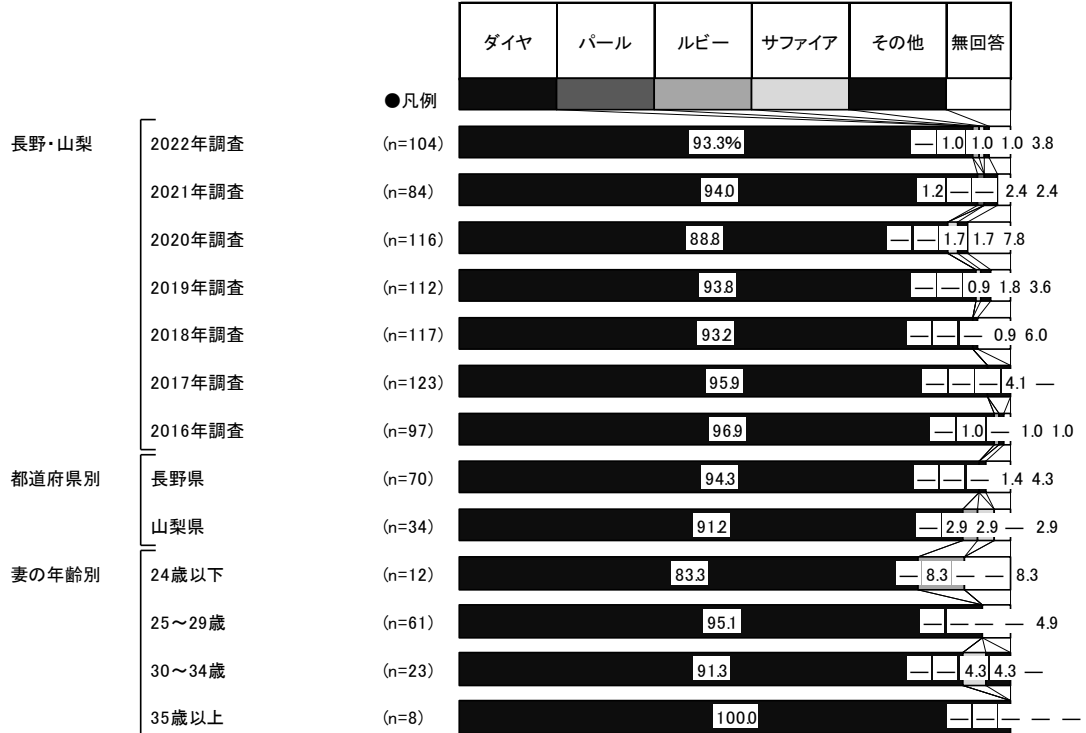 ダイヤ パール ルビー サファイア その他 無回答
●凡例
長野・山梨 2022年調査 (n=104) 93.3% — 1.0 1.0 1.0 3.8
2021年調査 (n=84) 94.0 1.2 — — 2.4 2.4
2020年調査 (n=116) 88.8 — — 1.7 1.7 7.8
2019年調査 (n=112) 93.8 — — 0.9 1.8 3.6
2018年調査 (n=117) 93.2 — — — 0.9 6.0
2017年調査 (n=123) 95.9 — — — 4.1 —
2016年調査 (n=97) 96.9 — 1.0 — 1.0 1.0
都道府県別 長野県 (n=70) 94.3 — — — 1.4 4.3
山梨県 (n=34) 91.2 — 2.9 2.9 — 2.9
妻の年齢別 24歳以下 (n=12) 83.3 — 8.3 — — 8.3
25～29歳 (n=61) 95.1 — — — — 4.9
30～34歳 (n=23) 91.3 — — 4.3 4.3 —
35歳以上 (n=8) 100.0 — — — — —